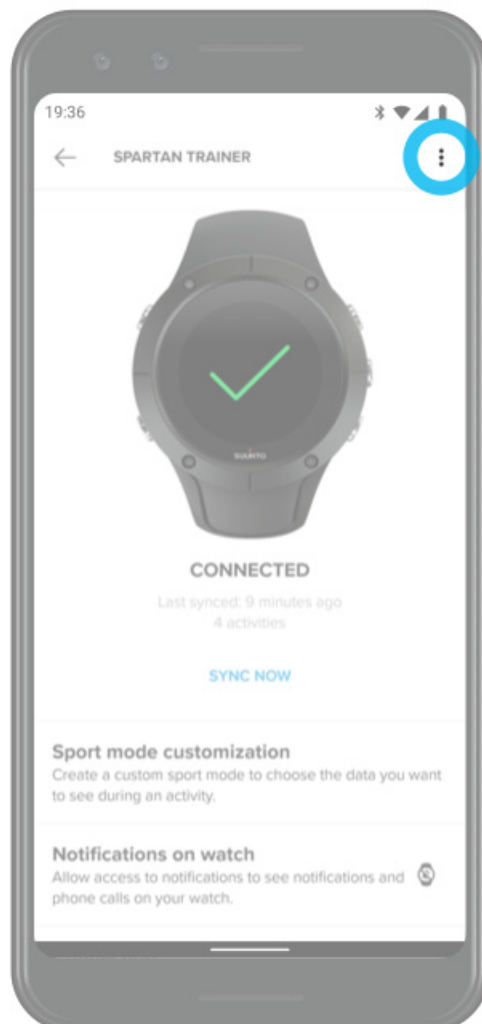 19:36
SPARTAN TRAINER
SUUNTO
CONNECTED
Last synced: 9 minutes ago
4 activities
SYNC NOW
Sport mode customization
Create a custom sport mode to choose the data you want
to see during an activity.
Notifications on watch
Allow access to notifications to see notifications and
phone calls on your watch.